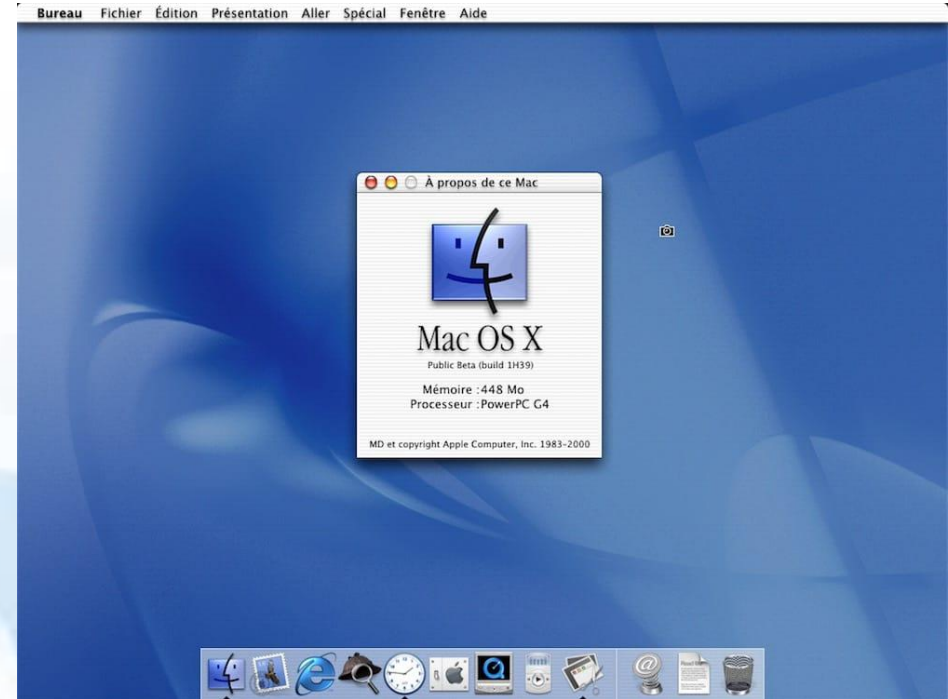 Bureau Fichier Édition Présentation Aller Spécial Fenêtre Aide
À propos de ce Mac
Mac OS X
Public Beta (build 1H39)
Mémoire :448 Mo
Processeur :PowerPC G4
MD et copyright Apple Computer, Inc. 1983-2000